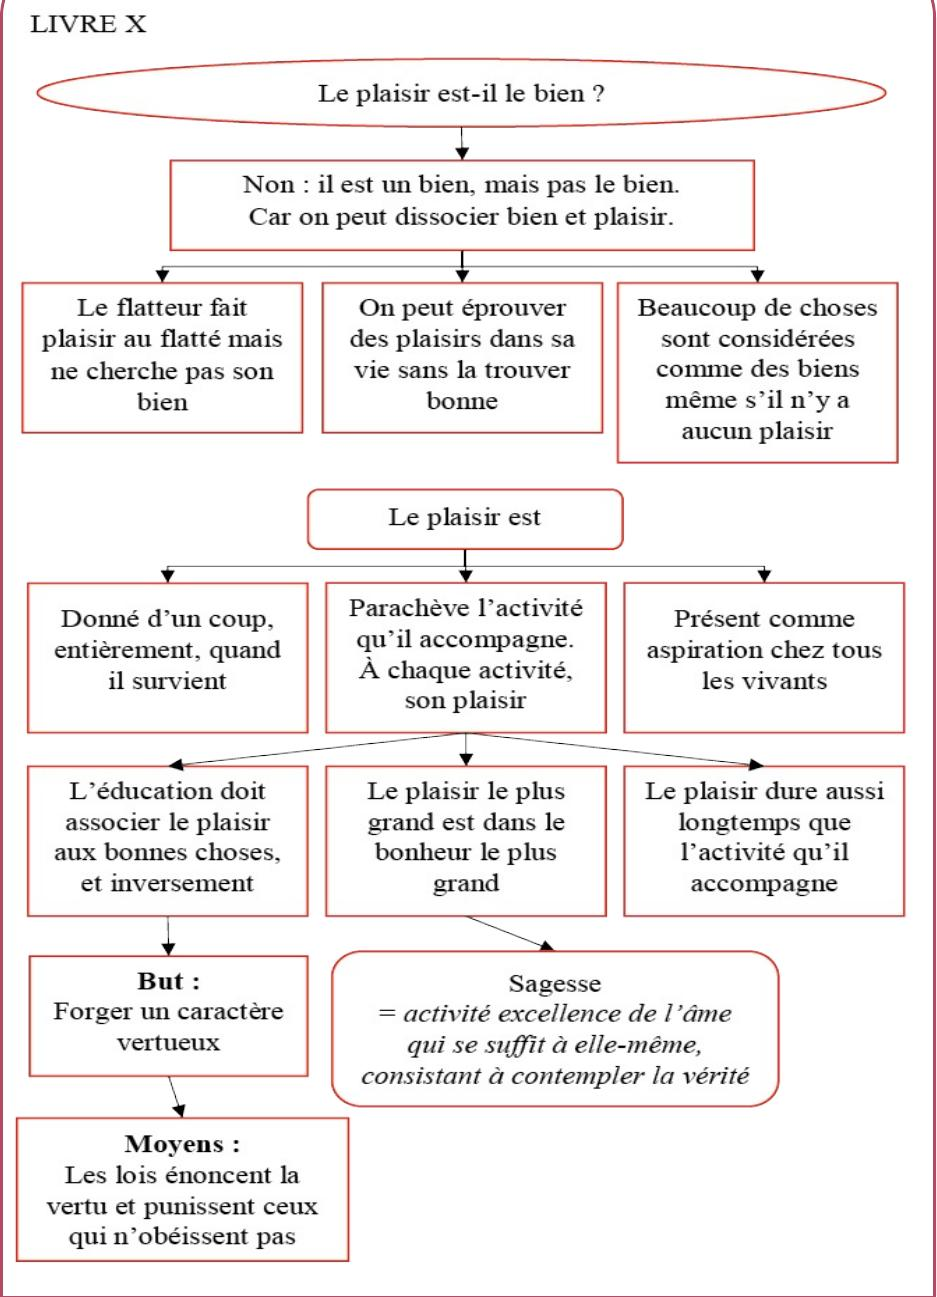 LIVRE X
Le plaisir est-il le bien ?
Non : il est un bien, mais pas le bien.
Car on peut dissocier bien et plaisir.
Le flatteur fait
plaisir au flatté mais
ne cherche pas son
bien
On peut éprouver
des plaisirs dans sa
vie sans la trouver
bonne
Beaucoup de choses
sont considérées
comme des biens
même s’il n’y a
aucun plaisir
Le plaisir est
Donné d’un coup,
entièrement, quand
il survient
Parachève l’activité
qu’il accompagne.
À chaque activité,
son plaisir
Présent comme
aspiration chez tous
les vivants
L’éducation doit
associer le plaisir
aux bonnes choses,
et inversement
Le plaisir le plus
grand est dans le
bonheur le plus
grand
Le plaisir dure aussi
longtemps que
l’activité qu’il
accompagne
But :
Forger un caractère
vertueux
Sagesse
= activité excellence de l’âme
qui se suffit à elle-même,
consistant à contempler la vérité
Moyens :
Les lois énoncent la
vertu et punissent ceux
qui n’obéissent pas